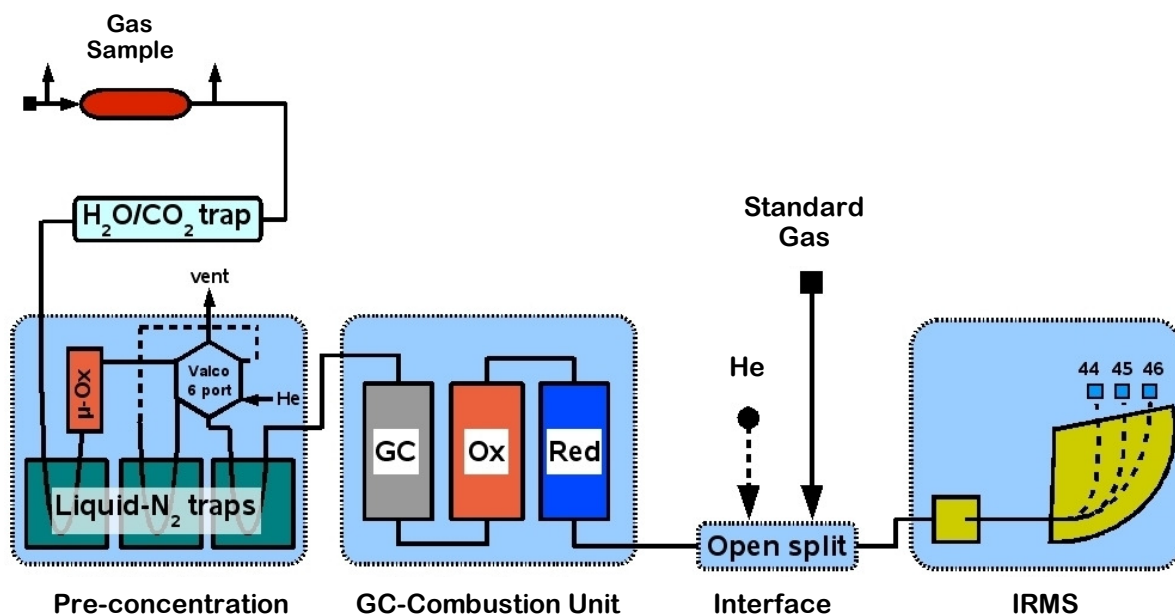 Gas
Sample
H₂O/CO₂ trap
Standard
Gas
vent
He
44 45 46
μ-Ox
Valco
6 port
He
GC
Ox
Red
Liquid-N₂ traps
Open split
Pre-concentration
GC-Combustion Unit
Interface
IRMS